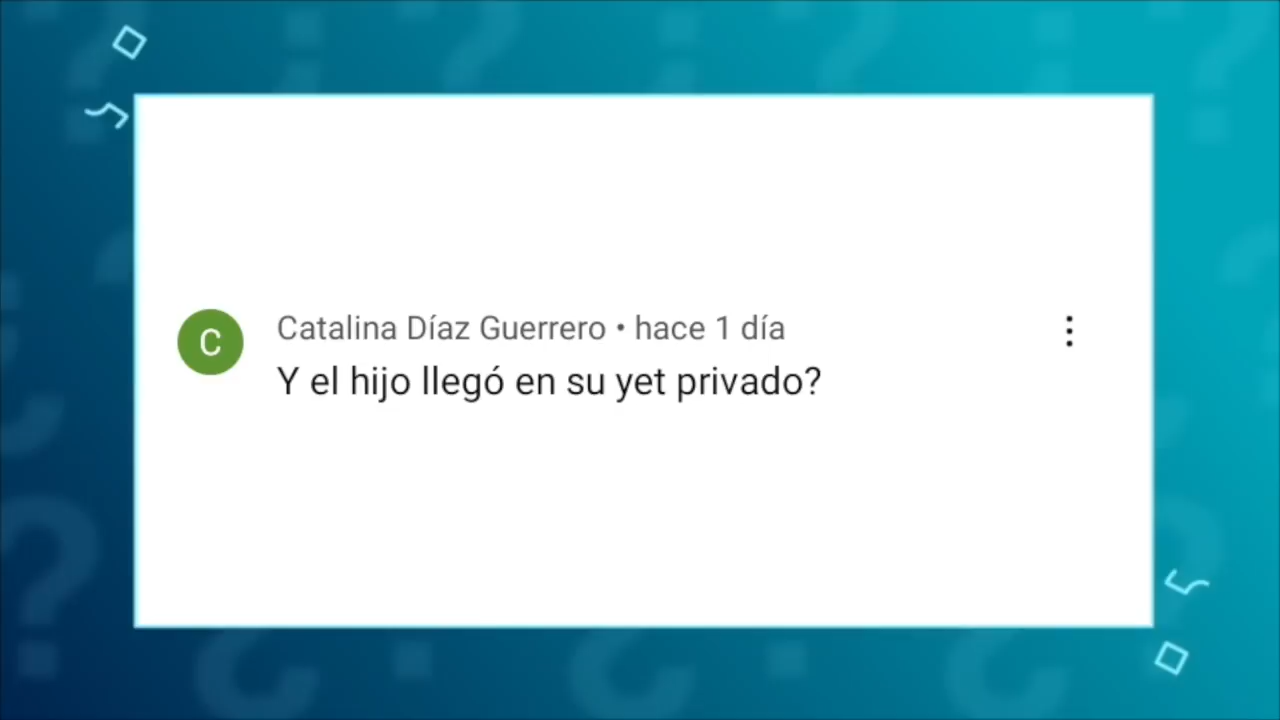 C
Catalina Díaz Guerrero • hace 1 día
Y el hijo llegó en su yet privado?